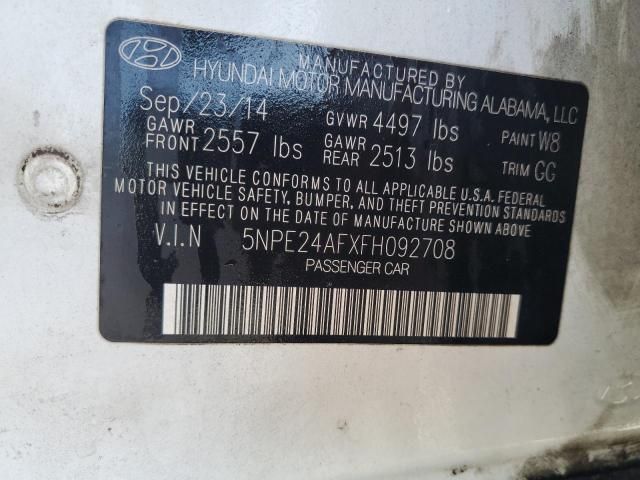 MANUFACTURED BY
HYUNDAI MOTOR MANUFACTURING ALABAMA, LLC
Sep/23/14 GVWR 4497 lbs PAINT W8
GAWR FRONT 2557 lbs GAWR REAR 2513 lbs TRIM GG
THIS VEHICLE CONFORMS TO ALL APPLICABLE U.S.A. FEDERAL
MOTOR VEHICLE SAFETY, BUMPER, AND THEFT PREVENTION STANDARDS
IN EFFECT ON THE DATE OF MANUFACTURE SHOWN ABOVE.
V.I.N 5NPE24AFXFH092708
PASSENGER CAR